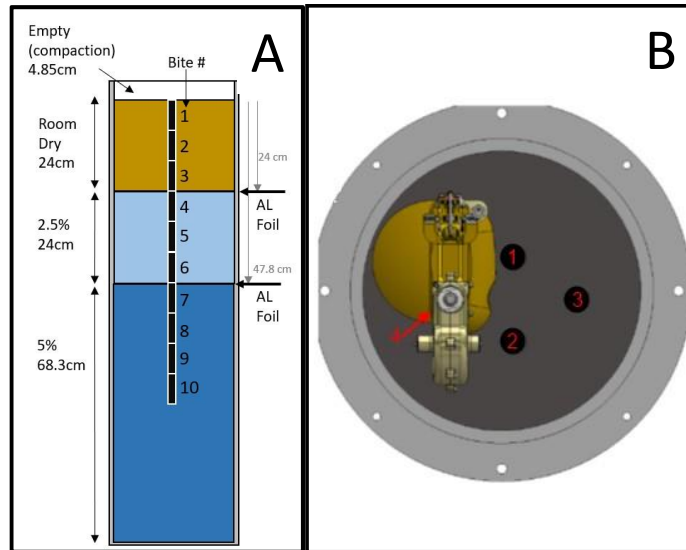 A
Empty
(compaction)
4.85cm
Bite #
Room
Dry
24cm
1
2
3
24 cm
AL
Foil
2.5%
24cm
4
5
6
47.8 cm
AL
Foil
5%
68.3cm
7
8
9
10
B
1
2
3
4